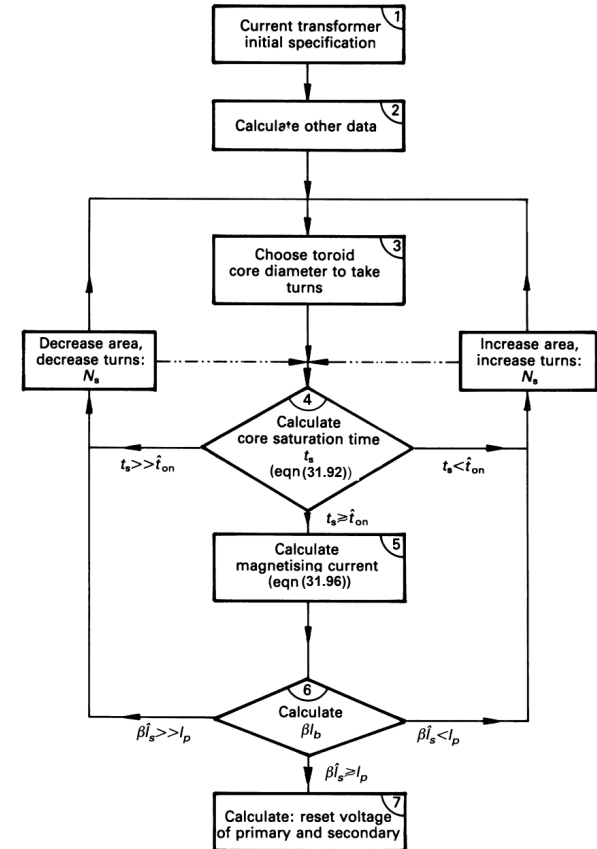 1
Current transformer
initial specification
2
Calculate other data
3
Choose toroid
core diameter to take
turns
Decrease area,
decrease turns:
Nₛ
Increase area,
increase turns:
Nₛ
4
Calculate
core saturation time
tₛ
(eqn (31.92))
tₛ>>t̂ₒₙ
tₛ<t̂ₒₙ
tₛ⩾t̂ₒₙ
5
Calculate
magnetising current
(eqn (31.96))
6
Calculate
βI_b
βÎₛ>>Iₚ
βÎₛ<Iₚ
βÎₛ⩾Iₚ
7
Calculate: reset voltage
of primary and secondary